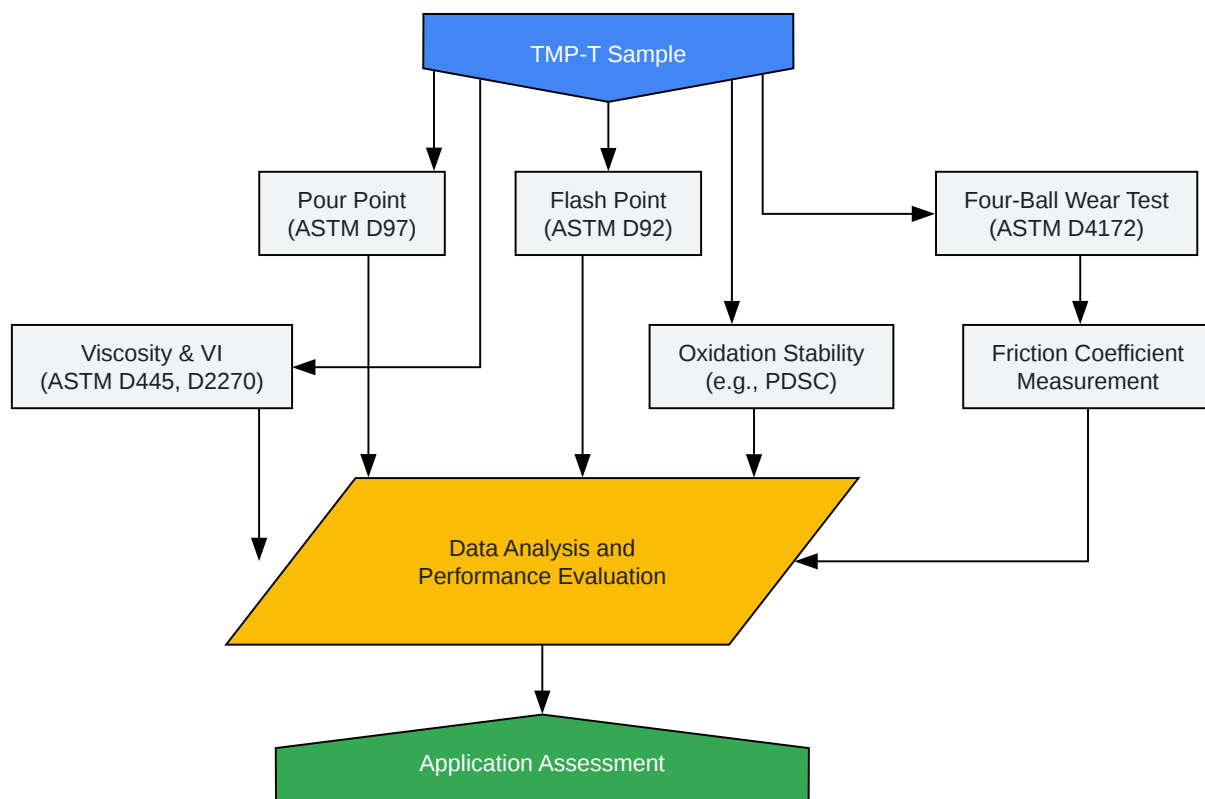 TMP-T Sample
Pour Point
(ASTM D97)
Flash Point
(ASTM D92)
Four-Ball Wear Test
(ASTM D4172)
Viscosity & VI
(ASTM D445, D2270)
Oxidation Stability
(e.g., PDSC)
Friction Coefficient
Measurement
Data Analysis and
Performance Evaluation
Application Assessment